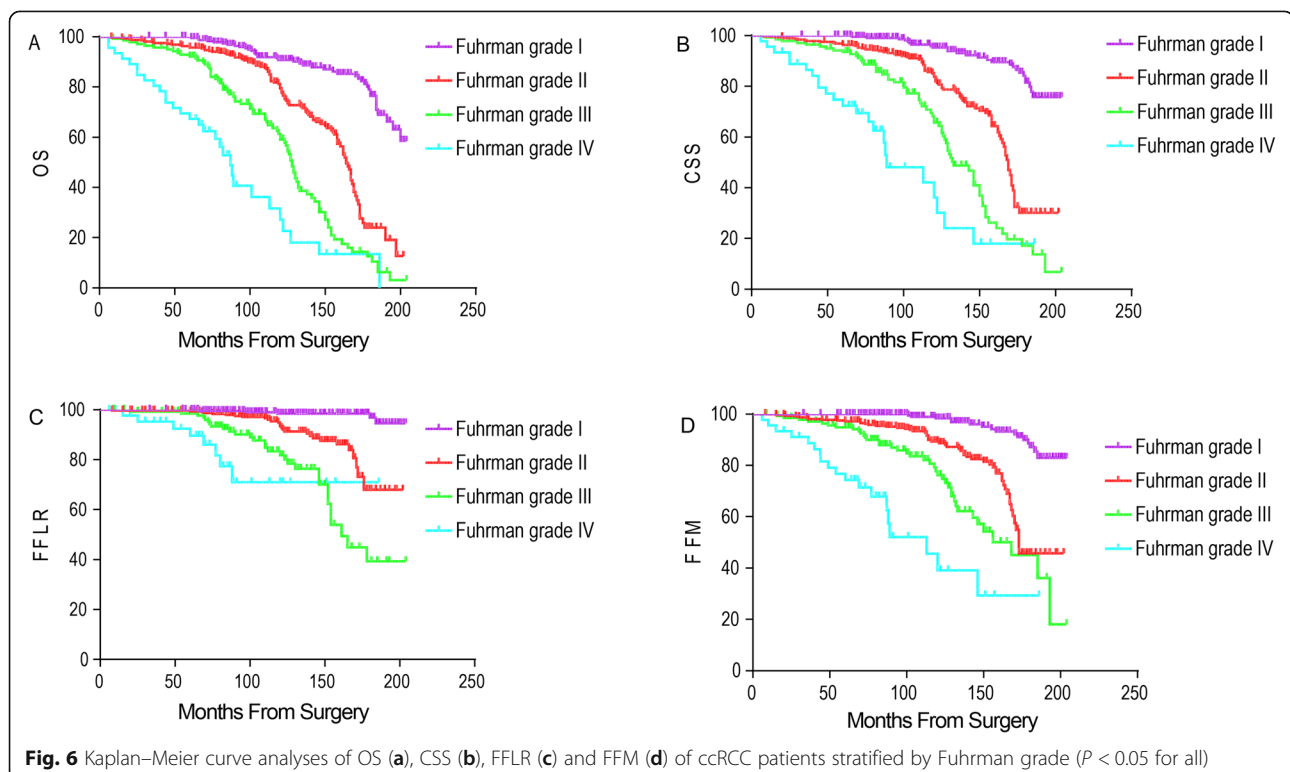 A
OS
100
80
60
40
20
0
0 50 100 150 200 250
Months From Surgery
Fuhrman grade I
Fuhrman grade II
Fuhrman grade III
Fuhrman grade IV
B
CSS
100
80
60
40
20
0
0 50 100 150 200 250
Months From Surgery
Fuhrman grade I
Fuhrman grade II
Fuhrman grade III
Fuhrman grade IV
C
FFLR
100
80
60
40
20
0
0 50 100 150 200 250
Months From Surgery
Fuhrman grade I
Fuhrman grade II
Fuhrman grade III
Fuhrman grade IV
D
FFM
100
80
60
40
20
0
0 50 100 150 200 250
Months From Surgery
Fuhrman grade I
Fuhrman grade II
Fuhrman grade III
Fuhrman grade IV
Fig. 6 Kaplan–Meier curve analyses of OS (a), CSS (b), FFLR (c) and FFM (d) of ccRCC patients stratified by Fuhrman grade (P < 0.05 for all)